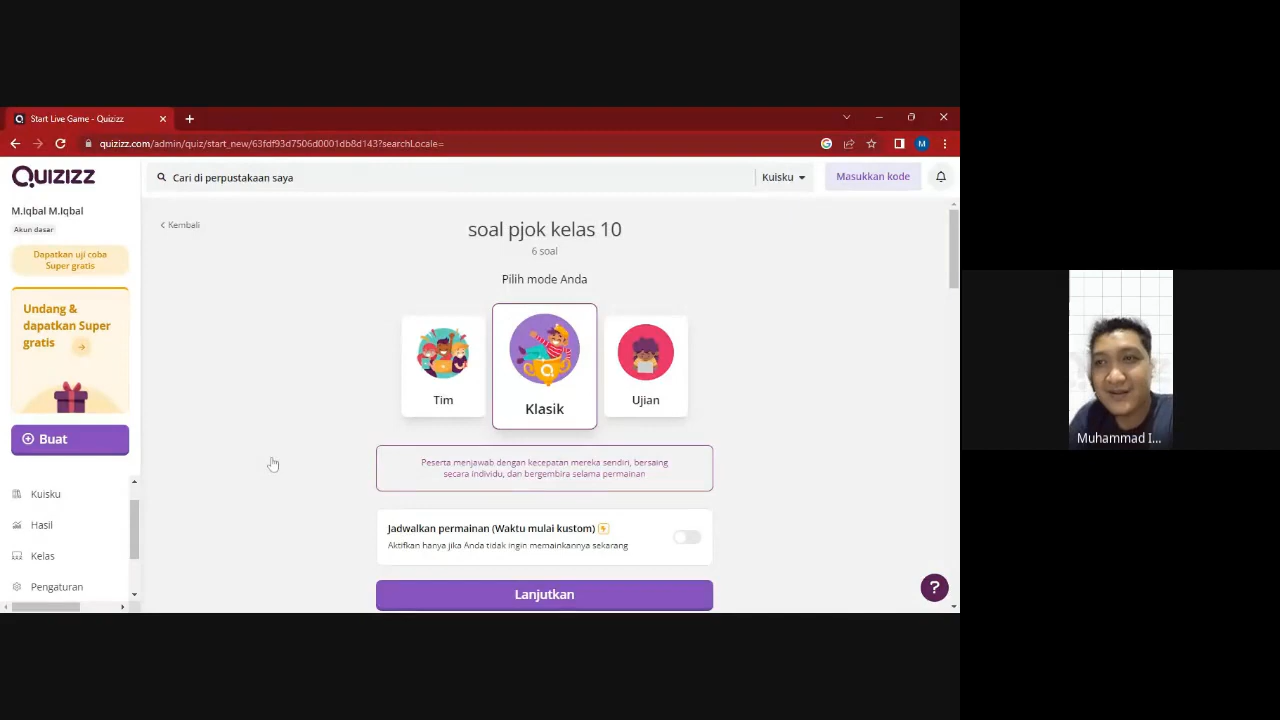 Start Live Game - Quizizz
quizizz.com/admin/quiz/start_new/63fdf93d7506d0001db8d143?searchLocale=
M
QUIZIZZ
Cari di perpustakaan saya
Kuisku
Masukkan kode
M.Iqbal M.Iqbal
Akun dasar
Dapatkan uji coba
Super gratis
Undang &
dapatkan Super
gratis
Buat
Kuisku
Hasil
Kelas
Pengaturan
Kembali
soal pjok kelas 10
6 soal
Pilih mode Anda
Tim
Klasik
Ujian
Peserta menjawab dengan kecepatan mereka sendiri, bersaing
secara individu, dan bergembira selama permainan
Jadwalkan permainan (Waktu mulai kustom)
Aktifkan hanya jika Anda tidak ingin memainkannya sekarang
Lanjutkan
?
Muhammad I...